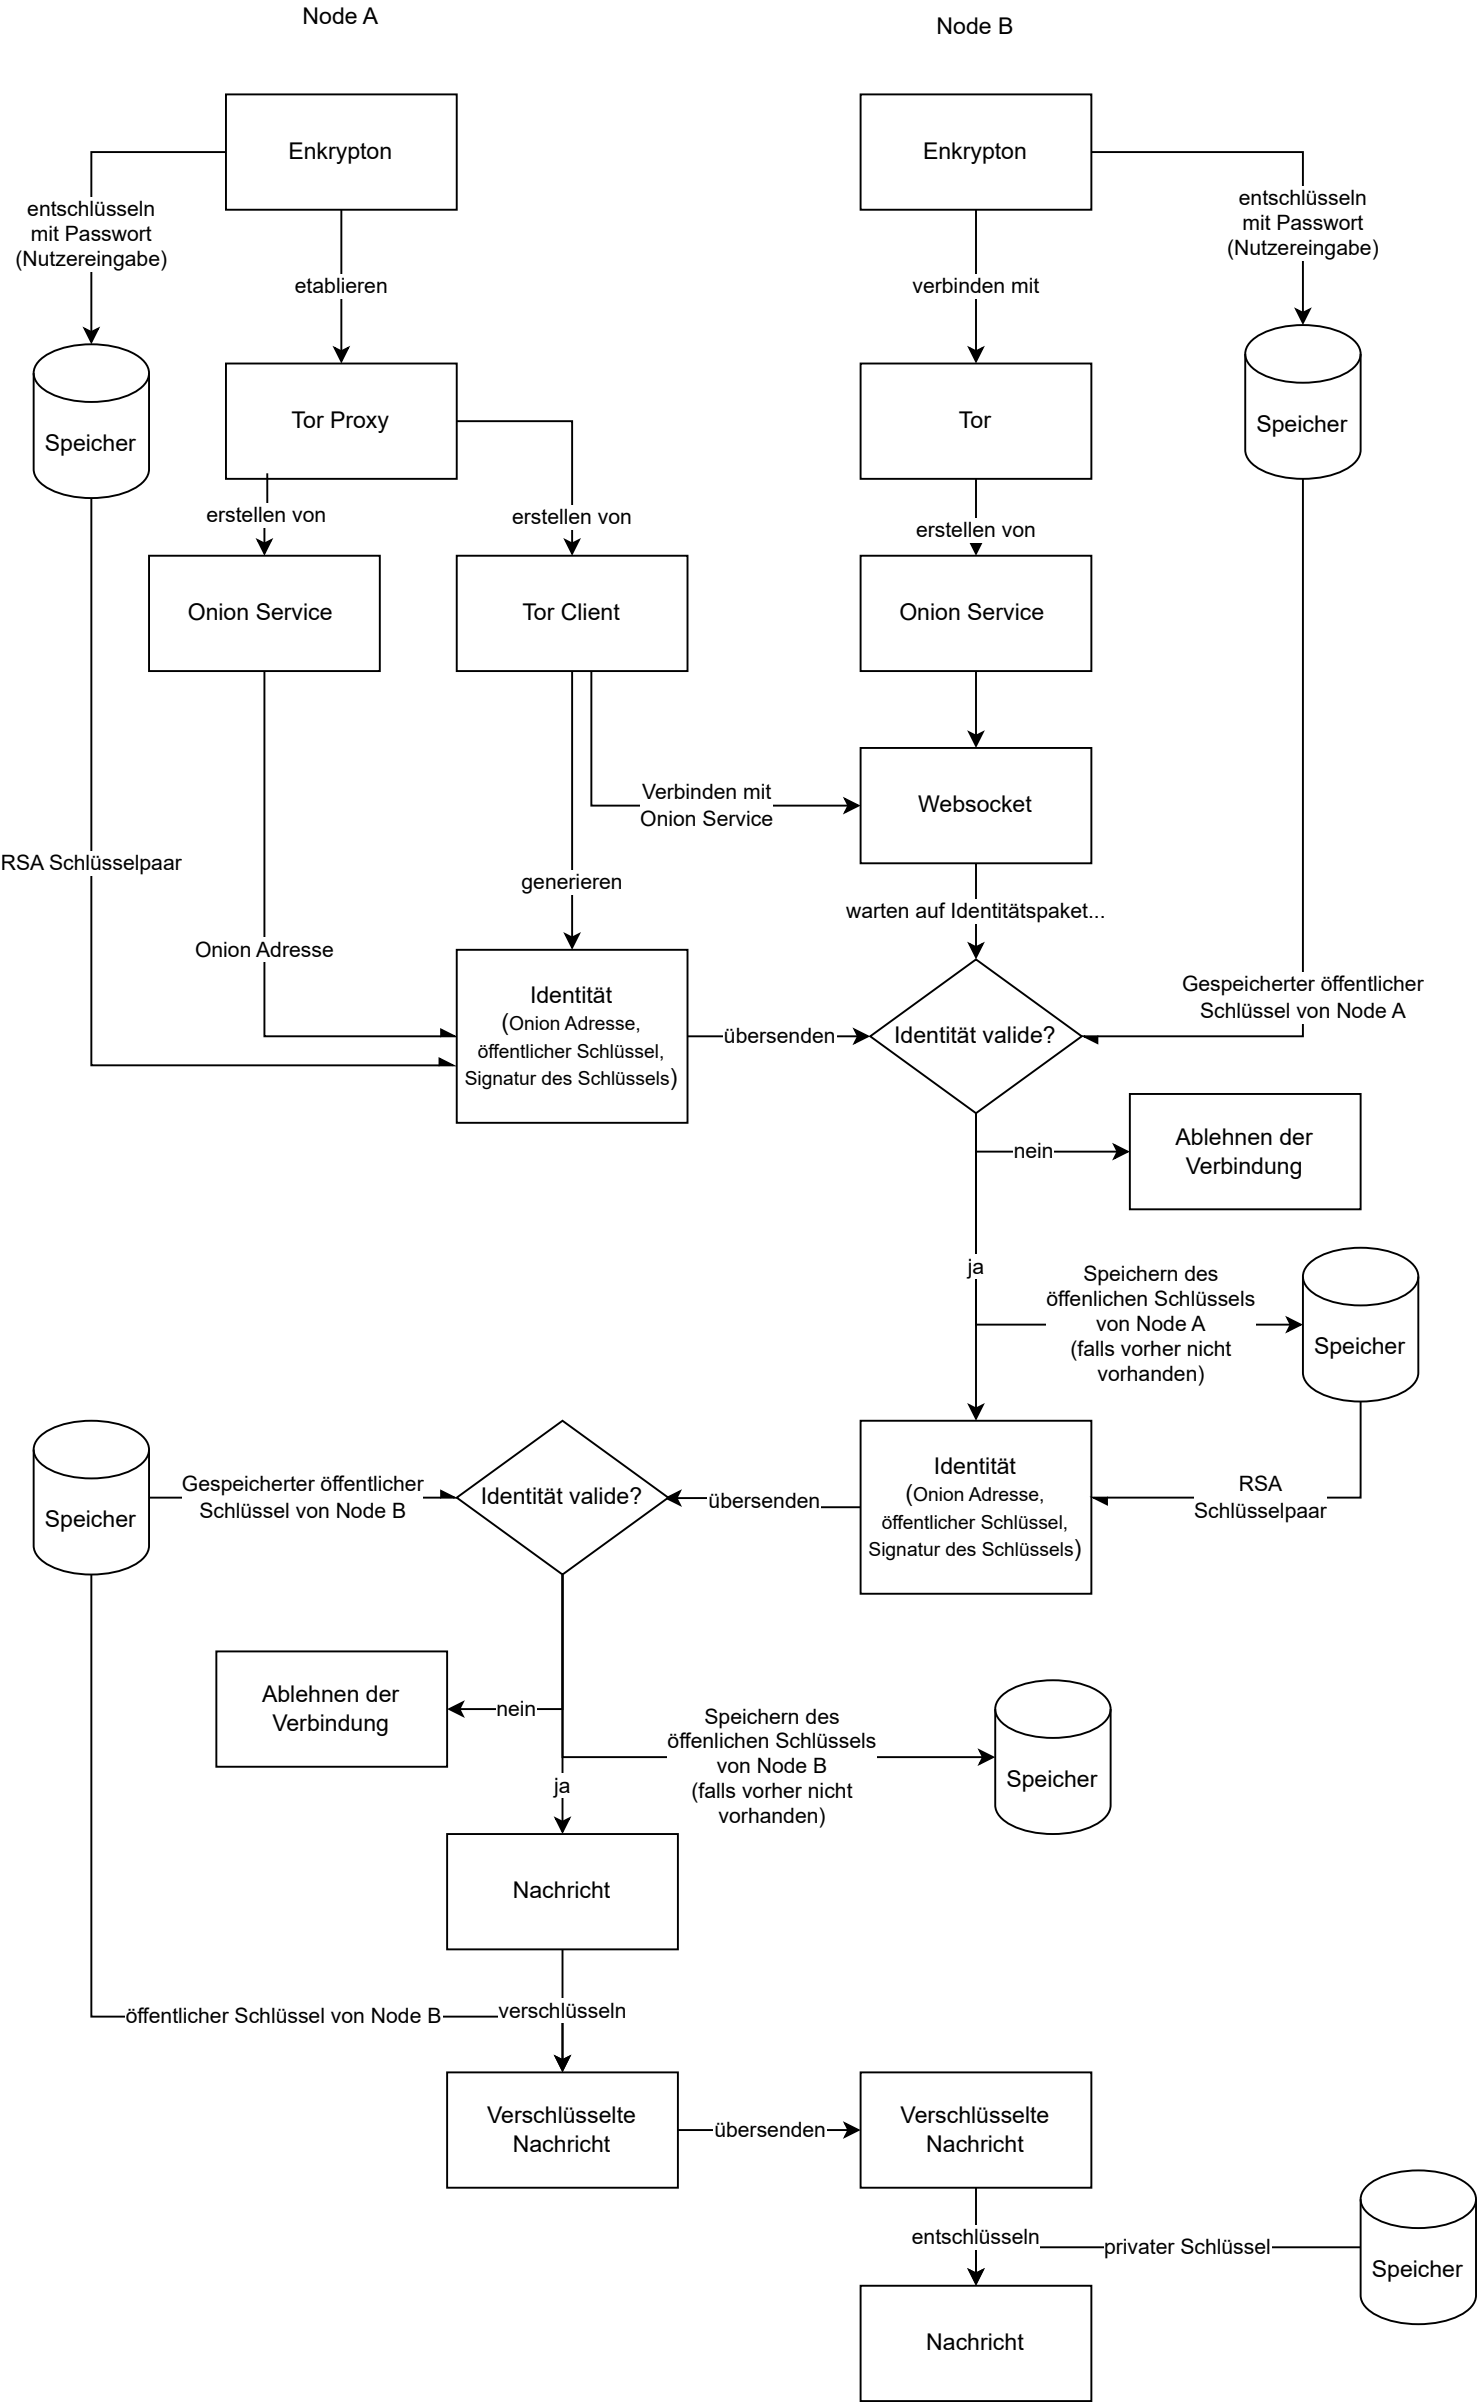 Node A
Node B
Enkrypton
Enkrypton
entschlüsseln
mit Passwort
(Nutzereingabe)
entschlüsseln
mit Passwort
(Nutzereingabe)
etablieren
verbinden mit
Speicher
Tor Proxy
Tor
Speicher
erstellen von
erstellen von
erstellen von
Onion Service
Tor Client
Onion Service
Verbinden mit
Onion Service
Websocket
RSA Schlüsselpaar
generieren
warten auf Identitätspaket...
Onion Adresse
Gespeicherter öffentlicher
Schlüssel von Node A
Identität
(Onion Adresse,
öffentlicher Schlüssel,
Signatur des Schlüssels)
übersenden
Identität valide?
nein
Ablehnen der
Verbindung
ja
Speichern des
öffenlichen Schlüssels
von Node A
(falls vorher nicht
vorhanden)
Speicher
Speicher
Gespeicherter öffentlicher
Schlüssel von Node B
Identität valide?
übersenden
Identität
(Onion Adresse,
öffentlicher Schlüssel,
Signatur des Schlüssels)
RSA
Schlüsselpaar
Ablehnen der
Verbindung
nein
Speichern des
öffenlichen Schlüssels
von Node B
(falls vorher nicht
vorhanden)
Speicher
ja
Nachricht
öffentlicher Schlüssel von Node B
verschlüsseln
Verschlüsselte
Nachricht
übersenden
Verschlüsselte
Nachricht
entschlüsseln
privater Schlüssel
Speicher
Nachricht